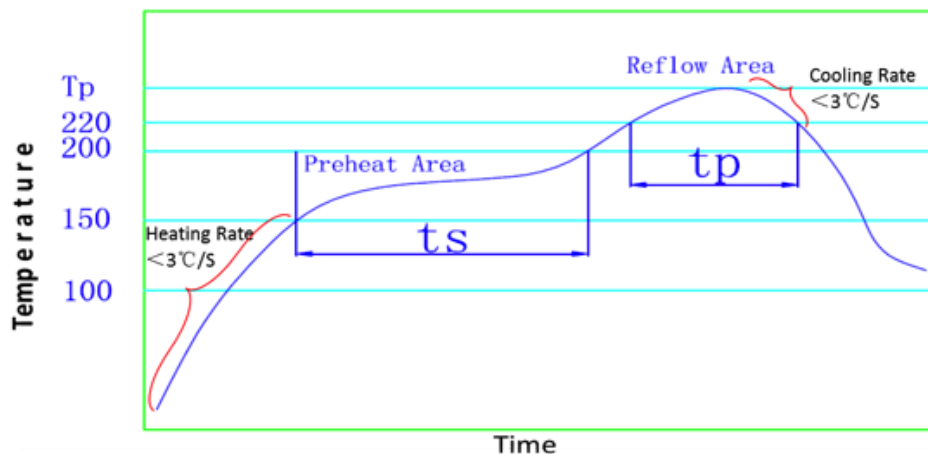 Reflow Area
Cooling Rate
<3℃/S
Tp
220
200
Preheat Area
tp
150
Heating Rate
<3℃/S
ts
100
Temperature
Time